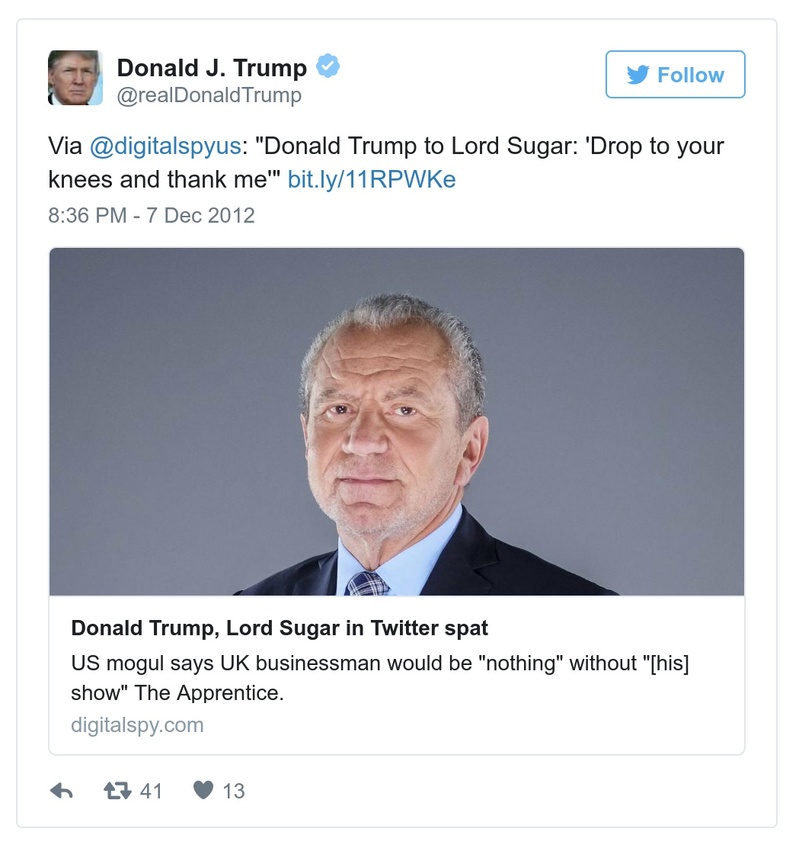 Donald J. Trump
@realDonaldTrump
Follow
Via @digitalspyus: "Donald Trump to Lord Sugar: 'Drop to your
knees and thank me'" bit.ly/11RPWKe
8:36 PM - 7 Dec 2012
Donald Trump, Lord Sugar in Twitter spat
US mogul says UK businessman would be "nothing" without "[his]
show" The Apprentice.
digitalspy.com
41 13